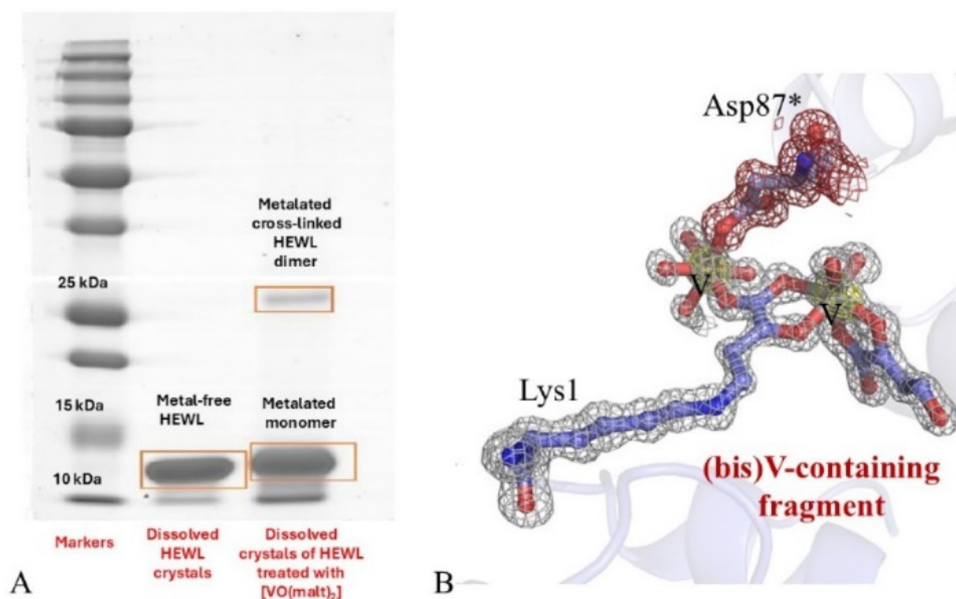 Metalated
cross-linked
HEWL
dimer
25 kDa
15 kDa
Metal-free
HEWL
Metalated
monomer
10 kDa
Markers
Dissolved
HEWL
crystals
Dissolved
crystals of HEWL
treated with
[VO(malt)₂]
A
Asp87*
V
V
Lys1
(bis)V-containing
fragment
B